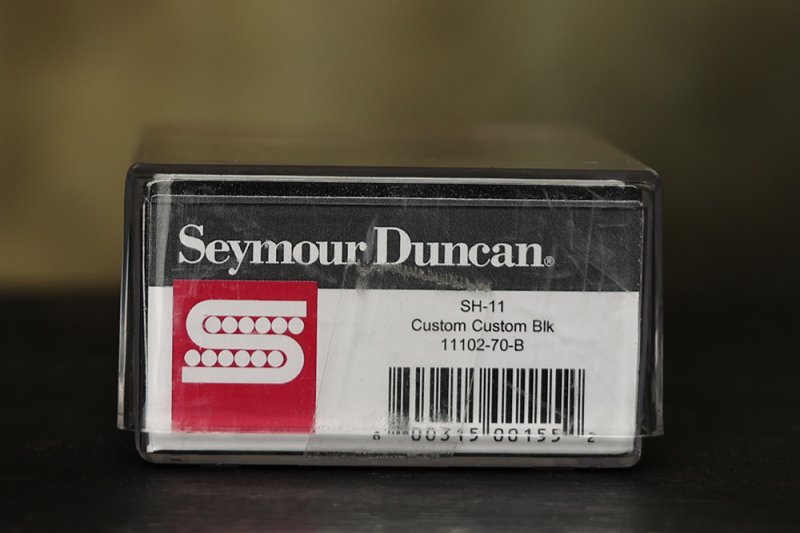 Seymour Duncan®
SH-11
Custom Custom Blk
11102-70-B
8 00315 00155 2